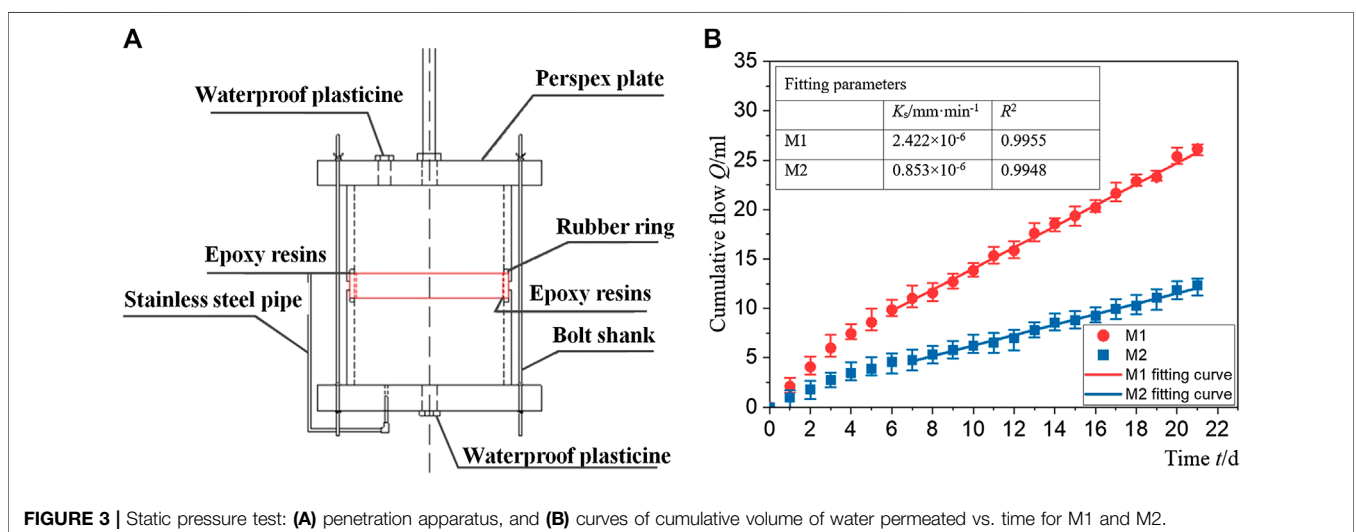 A
Waterproof plasticine
Perspex plate
Epoxy resins
Rubber ring
Stainless steel pipe
Epoxy resins
Bolt shank
Waterproof plasticine
B
Cumulative flow Q/ml
35
30
25
20
15
10
5
0
Fitting parameters
Kₛ/mm·min⁻¹ R²
M1 2.422×10⁻⁶ 0.9955
M2 0.853×10⁻⁶ 0.9948
M1
M2
M1 fitting curve
M2 fitting curve
0 2 4 6 8 10 12 14 16 18 20 22
Time t/d
FIGURE 3 | Static pressure test: (A) penetration apparatus, and (B) curves of cumulative volume of water permeated vs. time for M1 and M2.